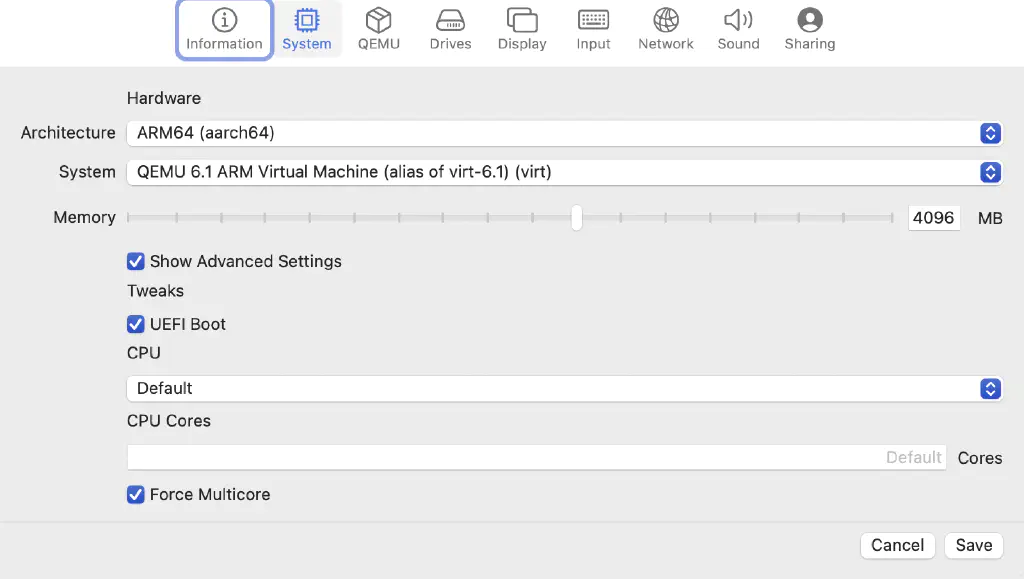 Information System QEMU Drives Display Input Network Sound Sharing
Hardware
Architecture ARM64 (aarch64)
System QEMU 6.1 ARM Virtual Machine (alias of virt-6.1) (virt)
Memory 4096 MB
Show Advanced Settings
Tweaks
UEFI Boot
CPU
Default
CPU Cores
Default Cores
Force Multicore
Cancel Save